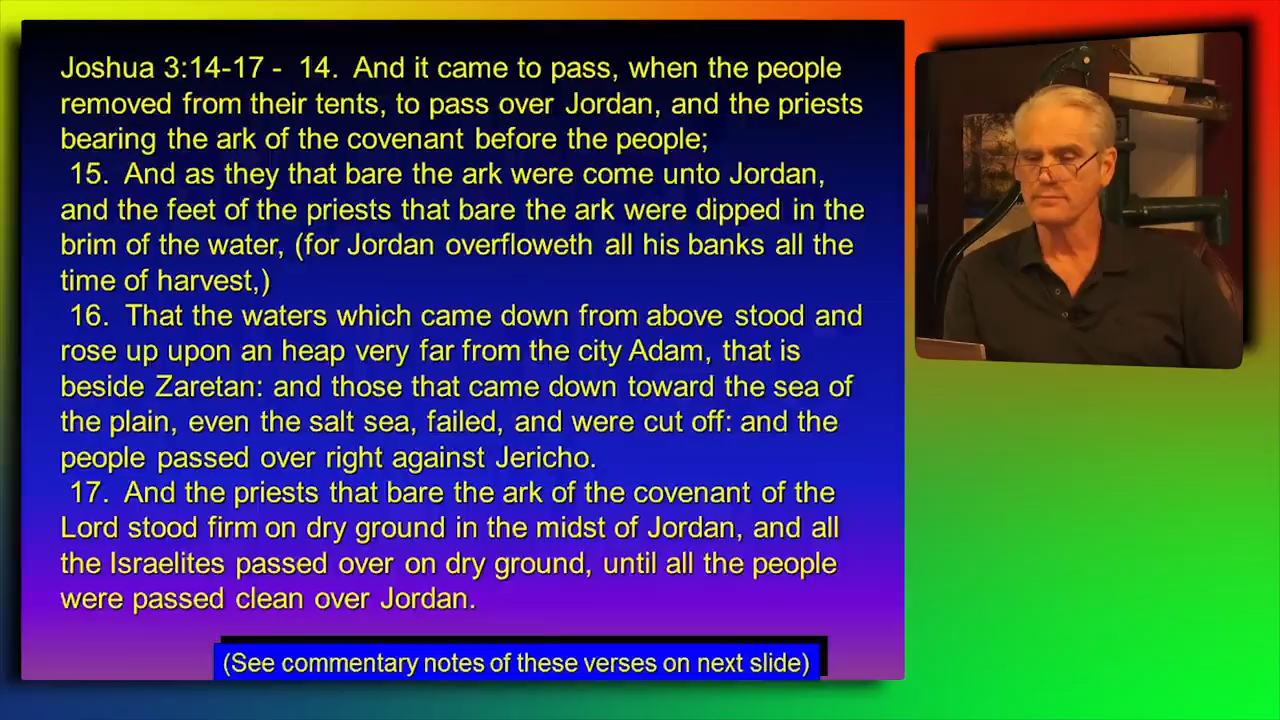 Joshua 3:14-17 - 14. And it came to pass, when the people
removed from their tents, to pass over Jordan, and the priests
bearing the ark of the covenant before the people;
15. And as they that bare the ark were come unto Jordan,
and the feet of the priests that bare the ark were dipped in the
brim of the water, (for Jordan overfloweth all his banks all the
time of harvest,)
16. That the waters which came down from above stood and
rose up upon an heap very far from the city Adam, that is
beside Zaretan: and those that came down toward the sea of
the plain, even the salt sea, failed, and were cut off: and the
people passed over right against Jericho.
17. And the priests that bare the ark of the covenant of the
Lord stood firm on dry ground in the midst of Jordan, and all
the Israelites passed over on dry ground, until all the people
were passed clean over Jordan.
(See commentary notes of these verses on next slide)